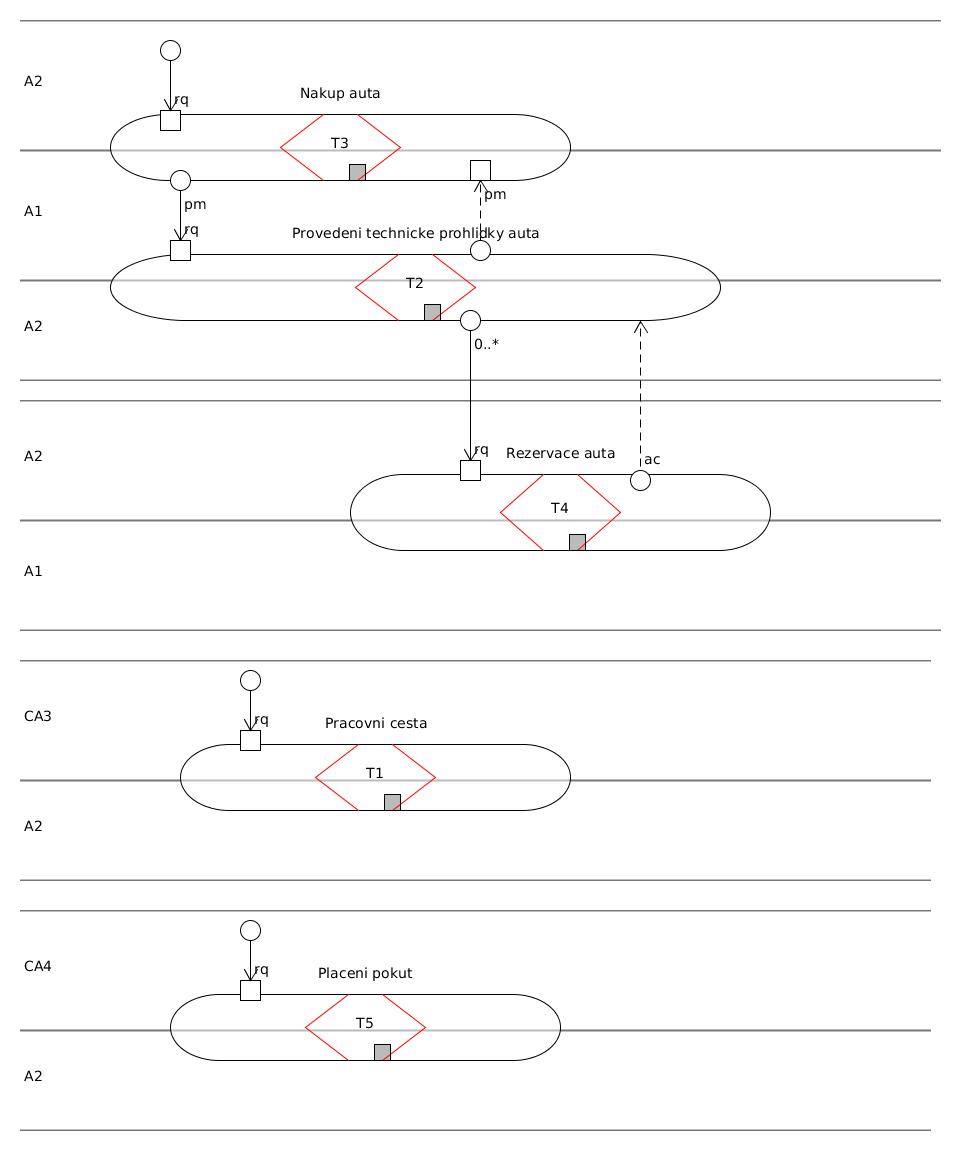 A2
rq
Nakup auta
T3
pm
A1
pm
rq
Provedeni technicke prohlidky auta
T2
A2
0..*
A2
rq
Rezervace auta
ac
T4
A1
CA3
rq
Pracovni cesta
T1
A2
CA4
rq
Placeni pokut
T5
A2